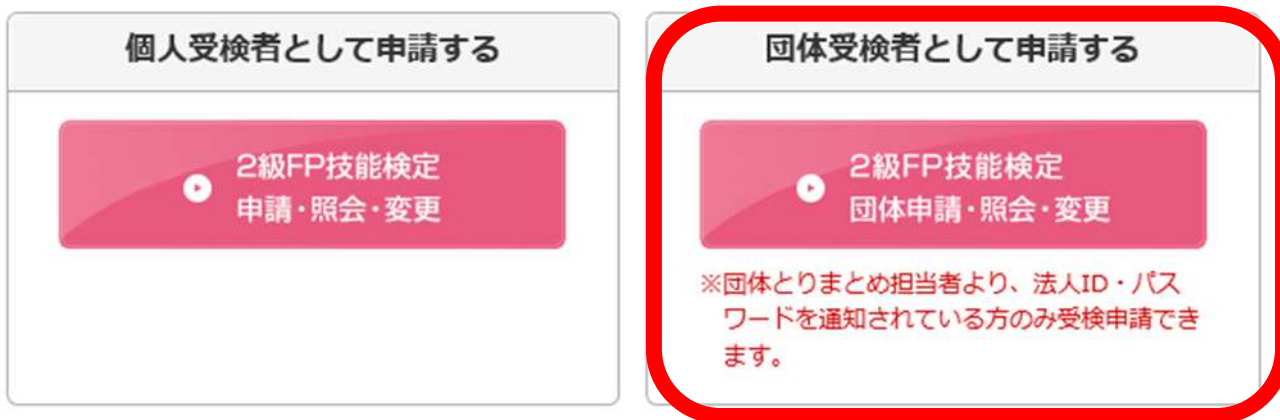 個人受検者として申請する
2級FP技能検定
申請・照会・変更
団体受検者として申請する
2級FP技能検定
団体申請・照会・変更
※団体とりまとめ担当者より、法人ID・パス
ワードを通知されている方のみ受検申請でき
ます。